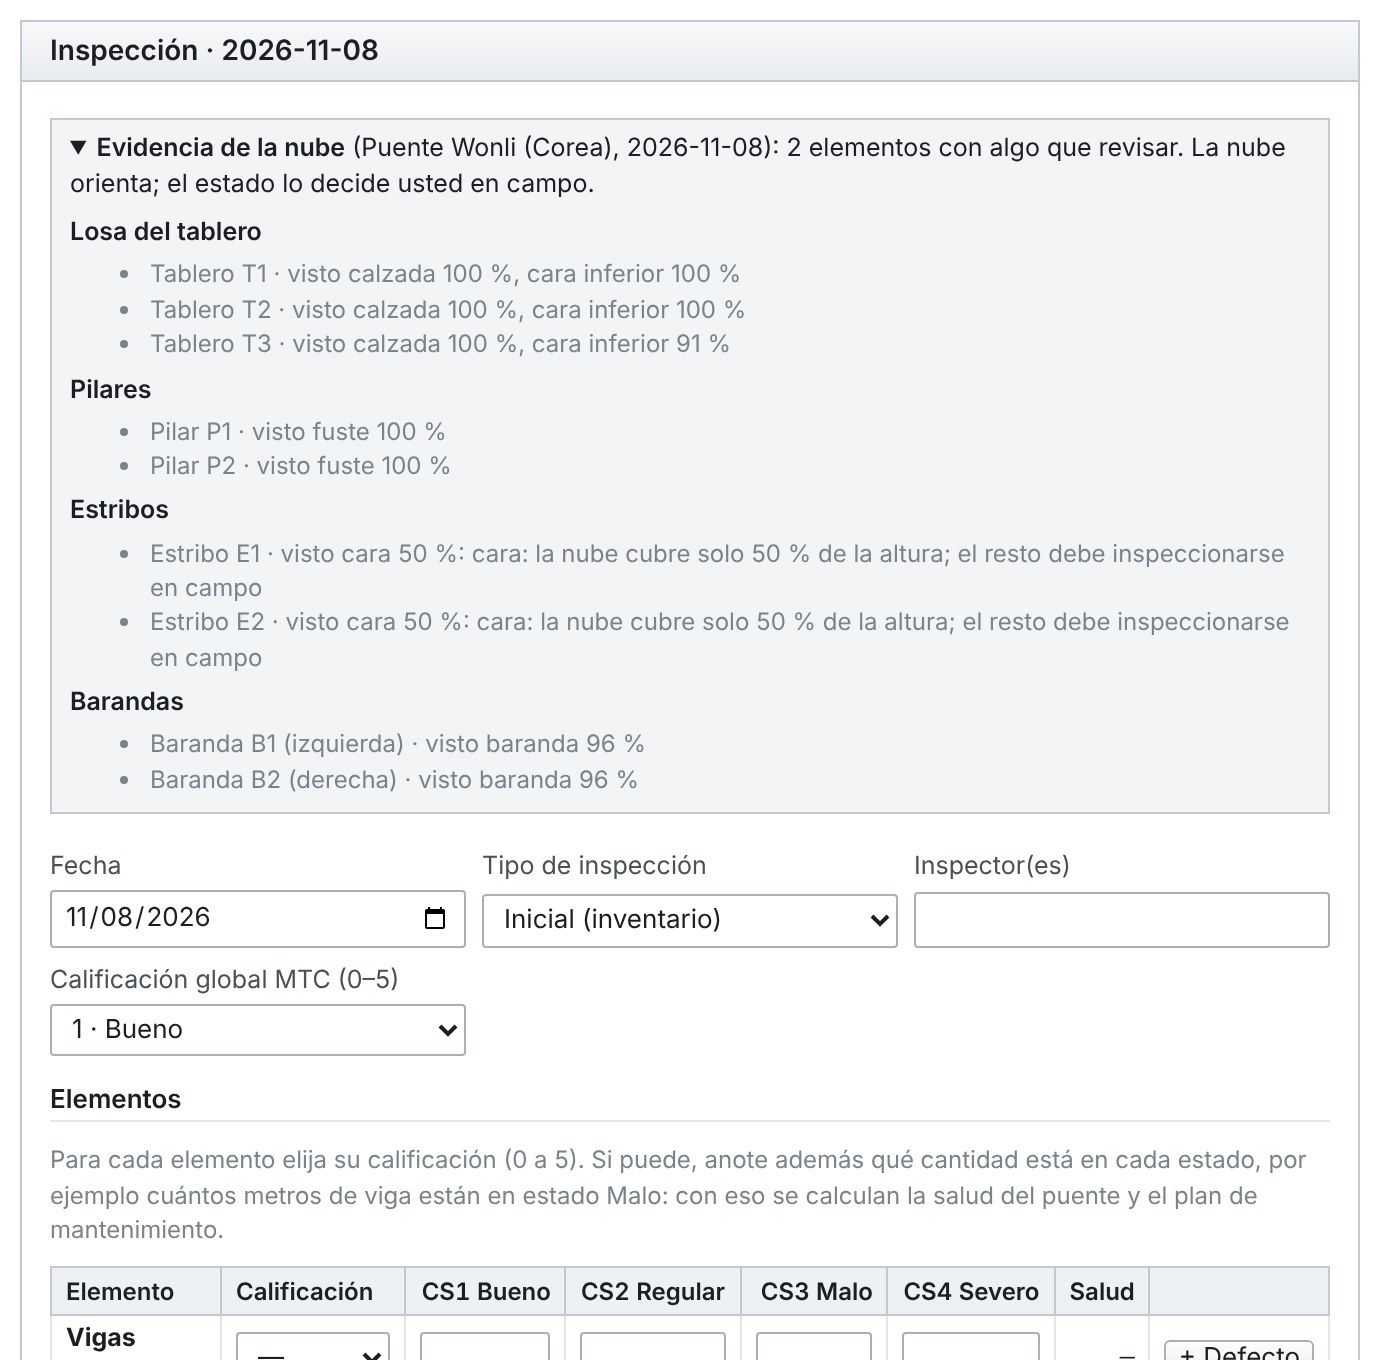 Inspección · 2026-11-08
▼ Evidencia de la nube (Puente Wonli (Corea), 2026-11-08): 2 elementos con algo que revisar. La nube
orienta; el estado lo decide usted en campo.
Losa del tablero
• Tablero T1 · visto calzada 100 %, cara inferior 100 %
• Tablero T2 · visto calzada 100 %, cara inferior 100 %
• Tablero T3 · visto calzada 100 %, cara inferior 91 %
Pilares
• Pilar P1 · visto fuste 100 %
• Pilar P2 · visto fuste 100 %
Estribos
• Estribo E1 · visto cara 50 %: cara: la nube cubre solo 50 % de la altura; el resto debe inspeccionarse
en campo
• Estribo E2 · visto cara 50 %: cara: la nube cubre solo 50 % de la altura; el resto debe inspeccionarse
en campo
Barandas
• Baranda B1 (izquierda) · visto baranda 96 %
• Baranda B2 (derecha) · visto baranda 96 %
Fecha Tipo de inspección Inspector(es)
11/08/2026 Inicial (inventario)
Calificación global MTC (0–5)
1 · Bueno
Elementos
Para cada elemento elija su calificación (0 a 5). Si puede, anote además qué cantidad está en cada estado, por
ejemplo cuántos metros de viga están en estado Malo: con eso se calculan la salud del puente y el plan de
mantenimiento.
Elemento Calificación CS1 Bueno CS2 Regular CS3 Malo CS4 Severo Salud
Vigas — – + Defecto